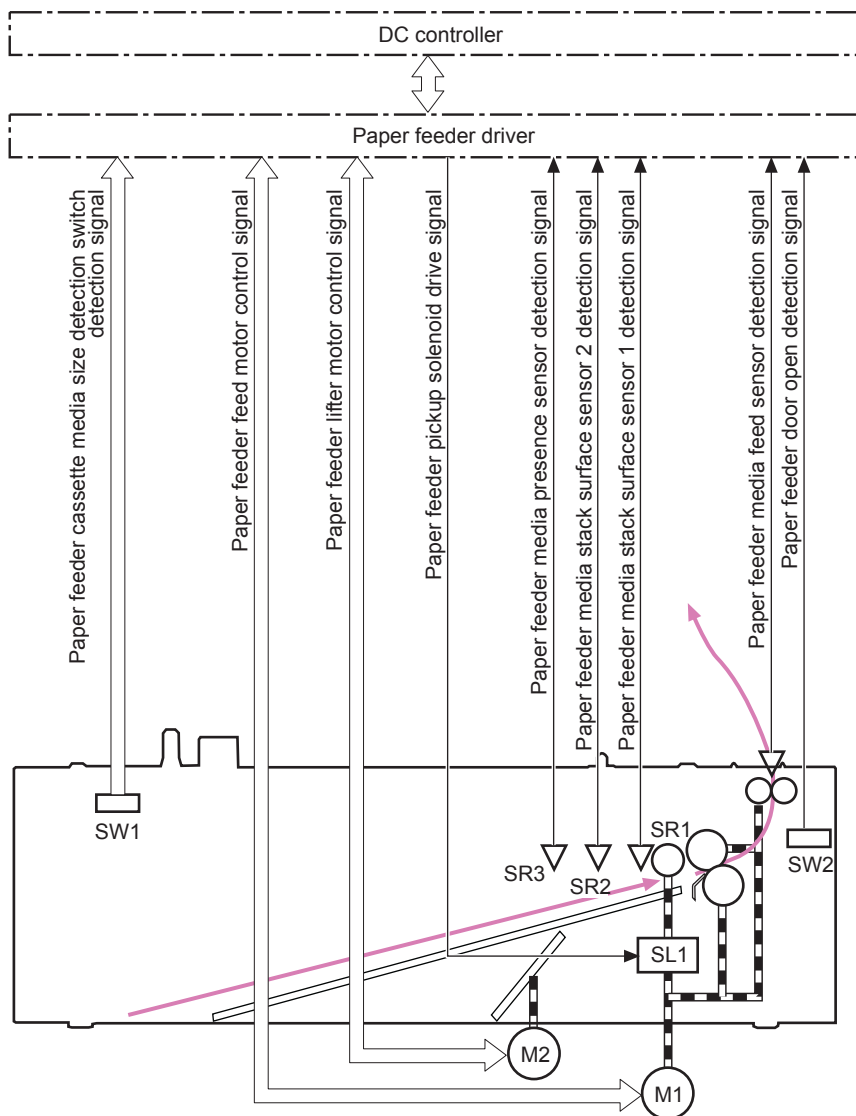 DC controller
Paper feeder driver
Paper feeder cassette media size detection switch
detection signal
Paper feeder feed motor control signal
Paper feeder lifter motor control signal
Paper feeder pickup solenoid drive signal
Paper feeder media presence sensor detection signal
Paper feeder media stack surface sensor 2 detection signal
Paper feeder media stack surface sensor 1 detection signal
Paper feeder media feed sensor detection signal
Paper feeder door open detection signal
SW1
SR1
SW2
SR3
SR2
SL1
M2
M1